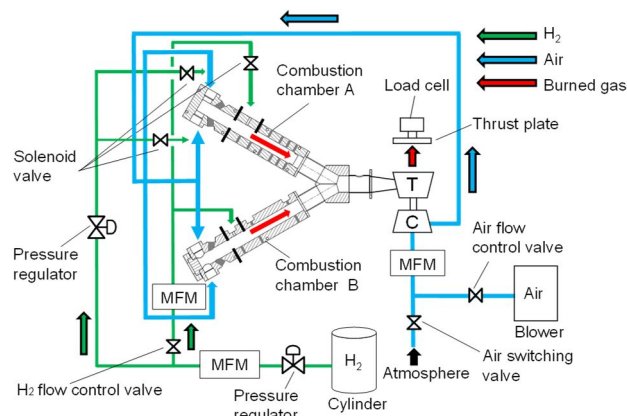 H2
Air
Burned gas
Combustion
chamber A
Load cell
Thrust plate
Solenoid
valve
T
C
Pressure
regulator
MFM
Air flow
control valve
Combustion
chamber B
MFM
Air
Blower
H2 flow control valve
MFM
H2
Air switching
valve
Atmosphere
Pressure
regulator
Cylinder